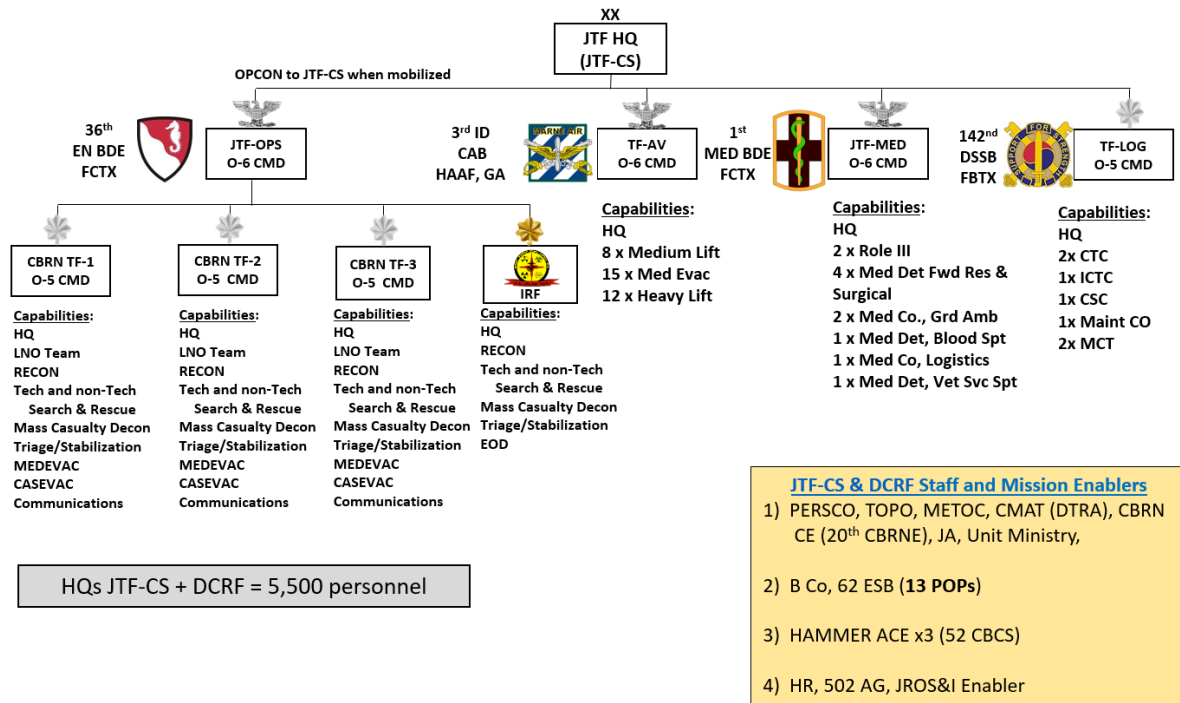 XX
JTF HQ
(JTF-CS)
OPCON to JTF-CS when mobilized
36th
EN BDE
FCTX
JTF-OPS
O-6 CMD
3rd ID
CAB
HAAF, GA
MARNE AIR
TF-AV
O-6 CMD
1st
MED BDE
FCTX
JTF-MED
O-6 CMD
142nd
DSSB
FBTX
SUPPORT FOR STRENGTH
TF-LOG
O-5 CMD
CBRN TF-1
O-5 CMD
Capabilities:
HQ
LNO Team
RECON
Tech and non-Tech
Search & Rescue
Mass Casualty Decon
Triage/Stabilization
MEDEVAC
CASEVAC
Communications
CBRN TF-2
O-5 CMD
Capabilities:
HQ
LNO Team
RECON
Tech and non-Tech
Search & Rescue
Mass Casualty Decon
Triage/Stabilization
MEDEVAC
CASEVAC
Communications
CBRN TF-3
O-5 CMD
Capabilities:
HQ
LNO Team
RECON
Tech and non-Tech
Search & Rescue
Mass Casualty Decon
Triage/Stabilization
MEDEVAC
CASEVAC
Communications
IRF
Capabilities:
HQ
RECON
Tech and non-Tech
Search & Rescue
Mass Casualty Decon
Triage/Stabilization
EOD
Capabilities:
HQ
8 x Medium Lift
15 x Med Evac
12 x Heavy Lift
Capabilities:
HQ
2 x Role III
4 x Med Det Fwd Res &
Surgical
2 x Med Co., Grd Amb
1 x Med Det, Blood Spt
1 x Med Co, Logistics
1 x Med Det, Vet Svc Spt
Capabilities:
HQ
2x CTC
1x ICTC
1x CSC
1x Maint CO
2x MCT
HQs JTF-CS + DCRF = 5,500 personnel
JTF-CS & DCRF Staff and Mission Enablers
1) PERSCO, TOPO, METOC, CMAT (DTRA), CBRN
CE (20th CBRNE), JA, Unit Ministry,
2) B Co, 62 ESB (13 POPs)
3) HAMMER ACE x3 (52 CBCS)
4) HR, 502 AG, JROS&I Enabler